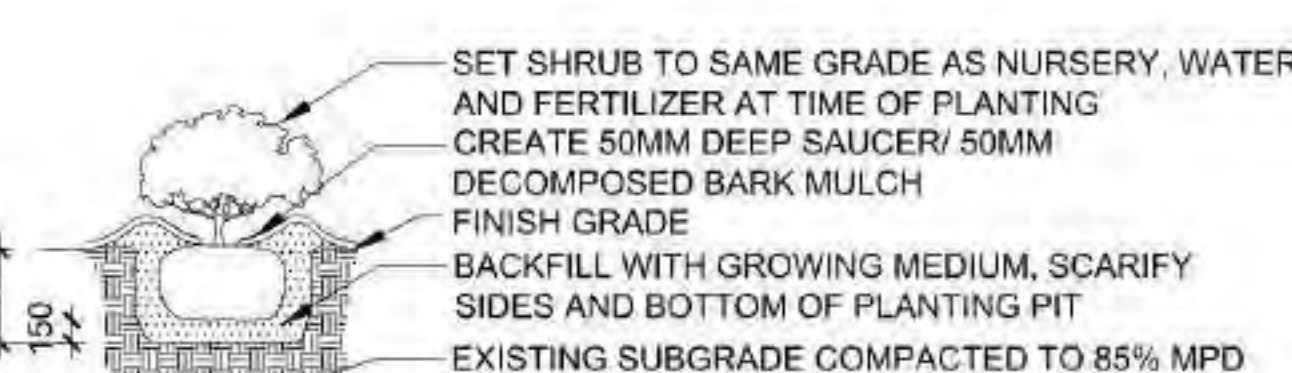 SET SHRUB TO SAME GRADE AS NURSERY, WATER
AND FERTILIZER AT TIME OF PLANTING
CREATE 50MM DEEP SAUCER/ 50MM
DECOMPOSED BARK MULCH
FINISH GRADE
BACKFILL WITH GROWING MEDIUM, SCARIFY
SIDES AND BOTTOM OF PLANTING PIT
150
EXISTING SUBGRADE COMPACTED TO 85% MPD